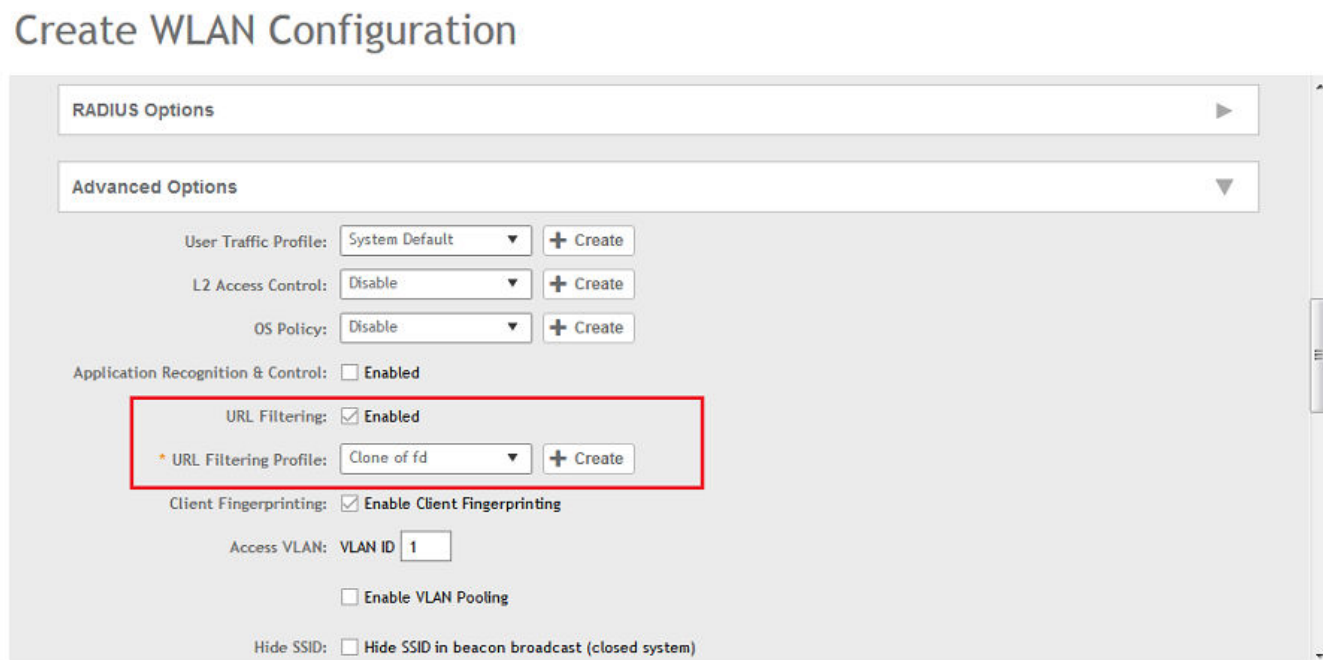 Create WLAN Configuration
RADIUS Options
Advanced Options
User Traffic Profile: System Default + Create
L2 Access Control: Disable + Create
OS Policy: Disable + Create
Application Recognition & Control: Enabled
URL Filtering: Enabled
* URL Filtering Profile: Clone of fd + Create
Client Fingerprinting: Enable Client Fingerprinting
Access VLAN: VLAN ID 1
Enable VLAN Pooling
Hide SSID: Hide SSID in beacon broadcast (closed system)